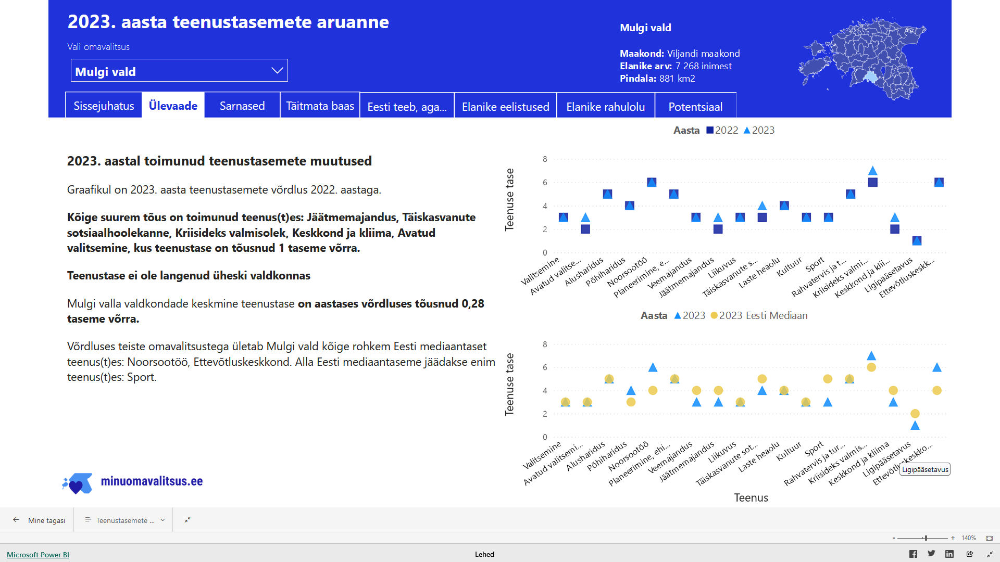 2023. aasta teenustasemete aruanne
Vali omavalitsus
Mulgi vald
Mulgi vald
Maakond: Viljandi maakond
Elanike arv: 7 268 inimest
Pindala: 881 km2
Sissejuhatus
Ülevaade
Sarnased
Täitmata baas
Eesti teeb, aga...
Elanike eelistused
Elanike rahulolu
Potentsiaal
2023. aastal toimunud teenustasemete muutused
Graafikul on 2023. aasta teenustasemete võrdlus 2022. aastaga.
Kõige suurem tõus on toimunud teenus(t)es: Jäätmemajandus, Täiskasvanute
sotsiaalhoolekanne, Kriisideks valmisolek, Keskkond ja kliima, Avatud
valitsemine, kus teenustase on tõusnud 1 taseme võrra.
Teenustase ei ole langenud üheski valdkonnas
Mulgi valla valdkondade keskmine teenustase on aastases võrdluses tõusnud 0,28
taseme võrra.
Võrdluses teiste omavalitsustega ületab Mulgi vald kõige rohkem Eesti mediaantaset
teenus(t)es: Noorsootöö, Ettevõtluskeskkond. Alla Eesti mediaantaseme jäädakse enim
teenus(t)es: Sport.
minuomavalitsus.ee
Aasta 2022 2023
Teenuse tase
8
6
4
2
0
Valitsemine
Avatud valitse...
Alusharidus
Põhiharidus
Noorsootöö
Planeerimine, e...
Veemajandus
Jäätmemajandus
Liikuvus
Täiskasvanute s...
Laste heaolu
Kultuur
Sport
Rahvatervis ja t...
Kriisideks valmi...
Keskkond ja klii...
Ligipääsetavus
Ettevõtluskeskk...
Aasta 2023 2023 Eesti Mediaan
Teenuse tase
8
6
4
2
0
Valitsemine
Avatud valitsemi...
Alusharidus
Põhiharidus
Noorsootöö
Planeerimine, ehi...
Veemajandus
Jäätmemajandus
Liikuvus
Täiskasvanute sot...
Laste heaolu
Kultuur
Sport
Rahvatervis ja tur...
Kriisideks valmis...
Keskkond ja kliima
Ligipääsetavus
Ligipääsetavus
Teenus
Mine tagasi
Teenustasemete ...
- + 140%
Microsoft Power BI
Lehed